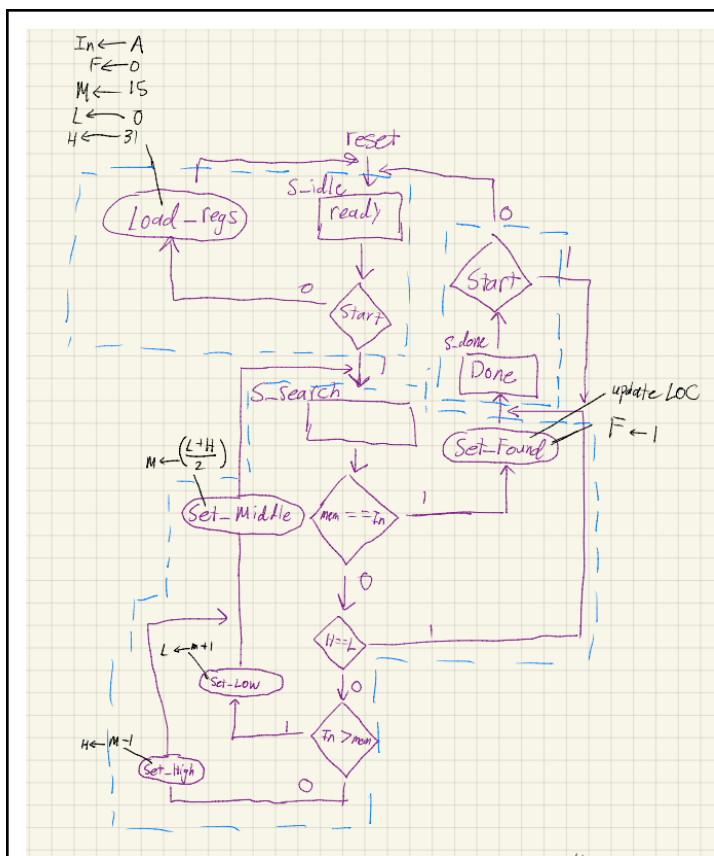 In ← A
F ← 0
M ← 15
L ← 0
H ← 31
reset
S_idle
Load_regs
ready
0
0
Start
Start
1
1
S_done
S_search
Done
update LOC
F ← 1
Set_Found
M ← (L+H/2)
Set_Middle
mem == In
1
0
H==L
1
L ← m+1
Set_Low
0
1
In > mem
H ← M-1
Set_High
0